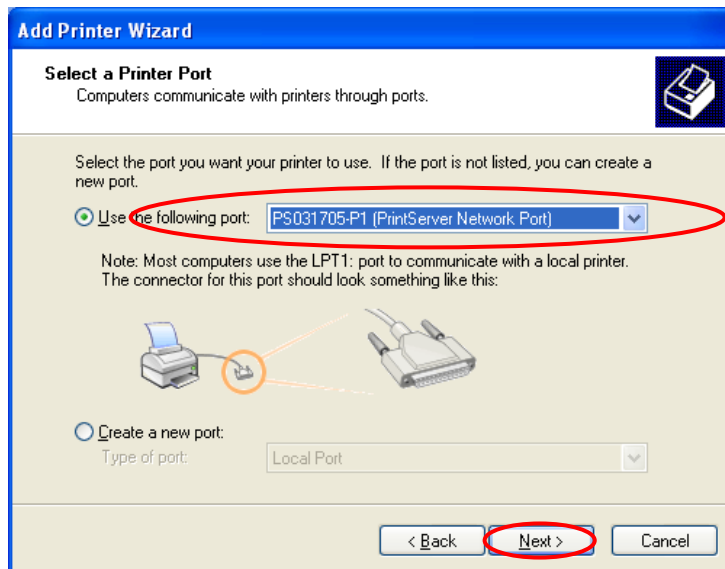 Add Printer Wizard
Select a Printer Port
Computers communicate with printers through ports.
Select the port you want your printer to use. If the port is not listed, you can create a
new port.
Use the following port: PS031705-P1 (PrintServer Network Port)
Note: Most computers use the LPT1: port to communicate with a local printer.
The connector for this port should look something like this:
Create a new port:
Type of port: Local Port
< Back Next > Cancel